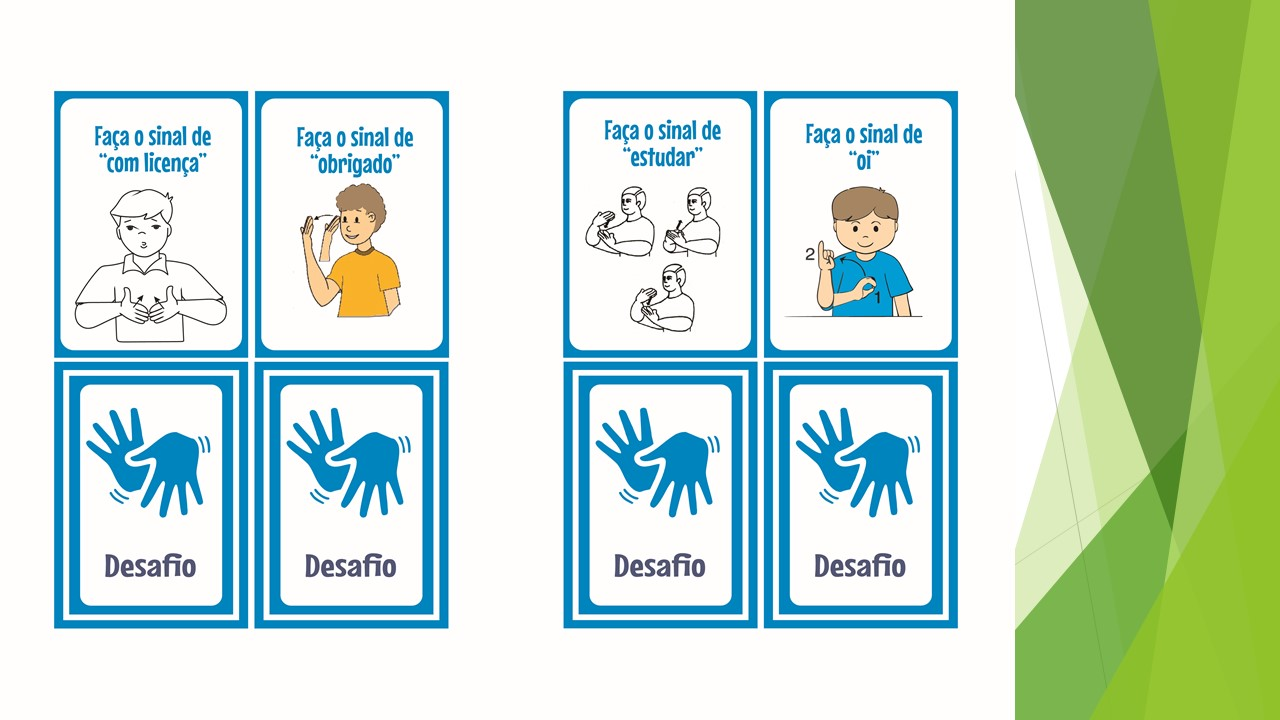 Faça o sinal de
“com licença”
Faça o sinal de
“obrigado”
Faça o sinal de
“estudar”
Faça o sinal de
“oi”
2
1
Desafio
Desafio
Desafio
Desafio